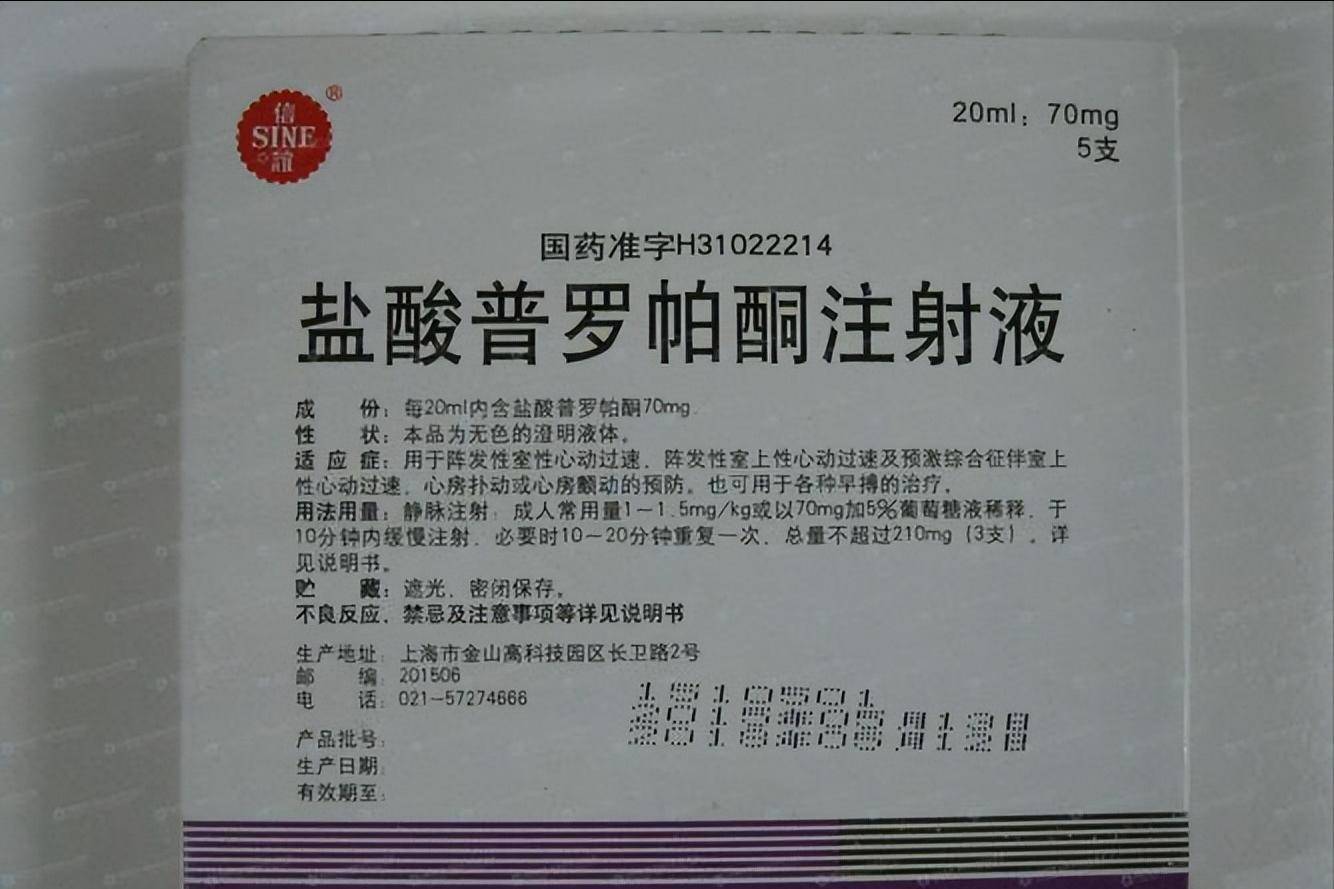 信
SINE
谊
®
20ml：70mg
5支
国药准字H31022214
盐酸普罗帕酮注射液
成　份：每20ml内含盐酸普罗帕酮70mg。
性　状：本品为无色的澄明液体。
适 应 症：用于阵发性室性心动过速、阵发性室上性心动过速及预激综合征伴室上
性心动过速、心房扑动或心房颤动的预防。也可用于各种早搏的治疗。
用法用量：静脉注射：成人常用量1～1.5mg/kg或以70mg加5%葡萄糖液稀释，于
10分钟内缓慢注射，必要时10～20分钟重复一次，总量不超过210mg（3支）。详
见说明书。
贮　藏：遮光、密闭保存。
不良反应、禁忌及注意事项等详见说明书
生产地址：上海市金山高科技园区长卫路2号
邮　编：201506
电　话：021-57274666
产品批号：
生产日期：
有效期至：